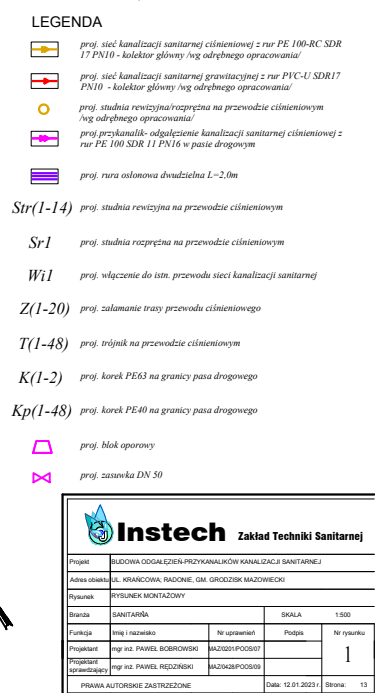 LEGENDA
proj. sieć kanalizacji sanitarnej ciśnieniowej z rur PE 100-RC SDR
17 PN10 - kolektor główny /wg odrębnego opracowania/
proj. sieć kanalizacji sanitarnej grawitacyjnej z rur PVC-U SDR17
PN10 - kolektor główny /wg odrębnego opracowania/
proj. studnia rewizyjna/rozprężna na przewodzie ciśnieniowym
/wg odrębnego opracowania/
proj.przykanalik- odgałęzienie kanalizacji sanitarnej ciśnieniowej z
rur PE 100 SDR 11 PN16 w pasie drogowym
proj. rura osłonowa dwudzielna L=2,0m
Str(1-14) proj. studnia rewizyjna na przewodzie ciśnieniowym
Sr1 proj. studnia rozprężna na przewodzie ciśnieniowym
Wi1 proj. włączenie do istn. przewodu sieci kanalizacji sanitarnej
Z(1-20) proj. załamanie trasy przewodu ciśnieniowego
T(1-48) proj. trójnik na przewodzie ciśnieniowym
K(1-2) proj. korek PE63 na granicy pasa drogowego
Kp(1-48) proj. korek PE40 na granicy pasa drogowego
proj. blok oporowy
proj. zasuwka DN 50
Instech Zakład Techniki Sanitarnej
Projekt BUDOWA ODGAŁĘZIEŃ-PRZYKANALIKÓW KANALIZACJI SANITARNEJ
Adres obiektu UL. KRAŃCOWA; RADONIE, GM. GRODZISK MAZOWIECKI
Rysunek RYSUNEK MONTAŻOWY
Branża SANITARNA SKALA 1:500
Funkcja Imię i nazwisko Nr uprawnień Podpis Nr rysunku
Projektant mgr inż. PAWEŁ BOBROWSKI MAZ/0201/POOS/07 1
Projektant
sprawdzający mgr inż. PAWEŁ RĘDZIŃSKI MAZ/0428/POOS/09
PRAWA AUTORSKIE ZASTRZEŻONE Data: 12.01.2023 r. Strona: 13